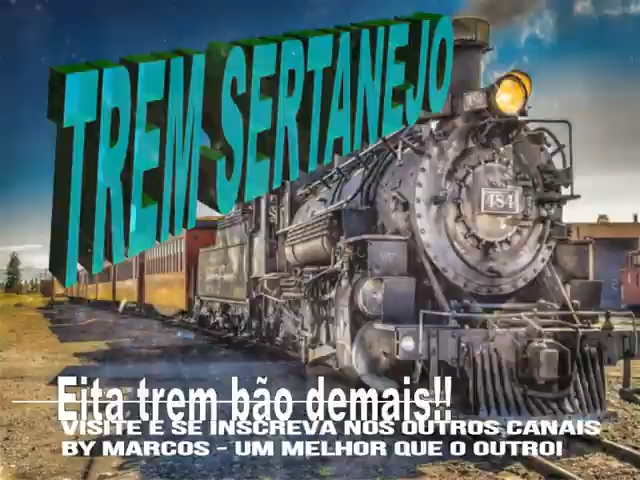 TREM SERTANEJO
484
Eita trem bão demais!!
VISITE E SE INSCREVA NOS OUTROS CANAIS
BY MARCOS - UM MELHOR QUE O OUTRO!